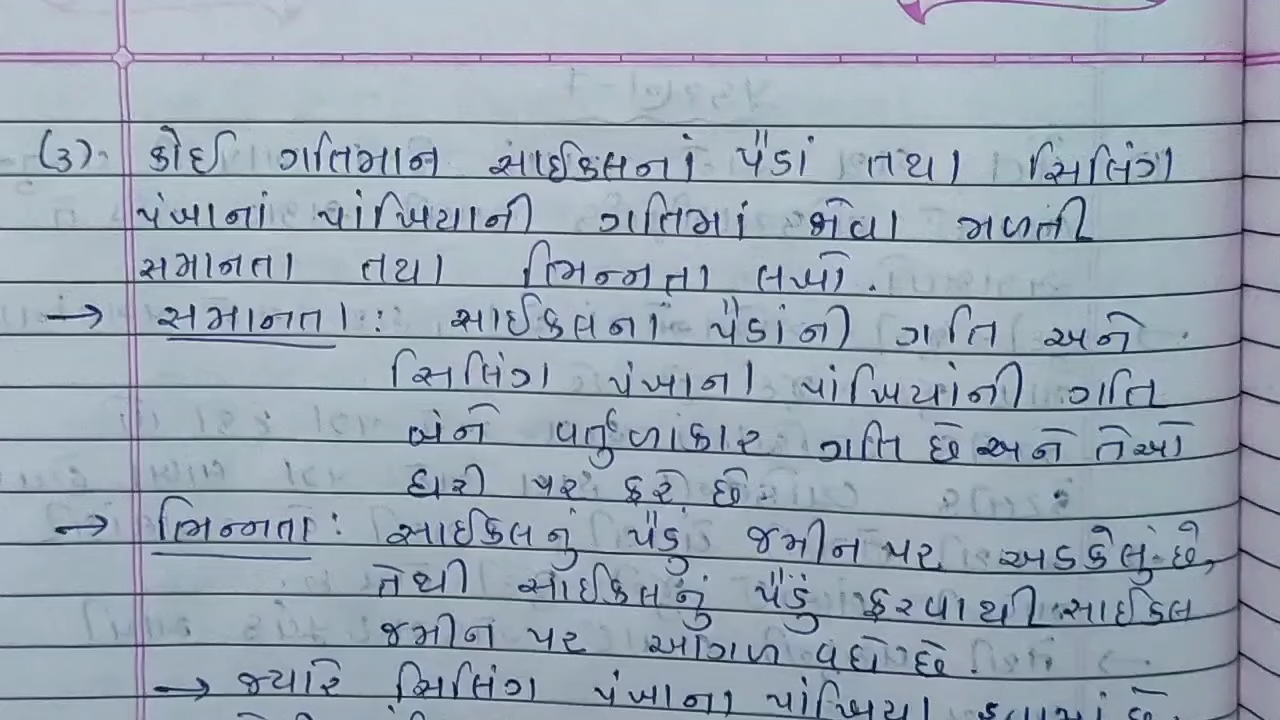 (3). કોઈ ગતિમાન સાઈકલનાં પૈંડાં તથા સિલિંગ
પંખાનાં પાંખિયાની ગતિમાં જોવા મળતી
સમાનતા તથા ભિન્નતા લખો.
→ સમાનતા: સાઈકલનાં પૈંડાંની ગતિ અને
સિલિંગ પંખાના પાંખિયાંની ગતિ
બંને વર્તુળાકાર ગતિ છે અને તેઓ
ધારી પર ફરે છે
→ ભિન્નતા: સાઈકલનું પૈંડુ જમીન પર અડકેલું છે,
તેથી સાઈકલનું પૈંડું ફરવાથી સાઈકલ
જમીન પર આગળ વધે છે.
→ જ્યારે સિલિંગ પંખાના પાંખિયા હવામાં છે